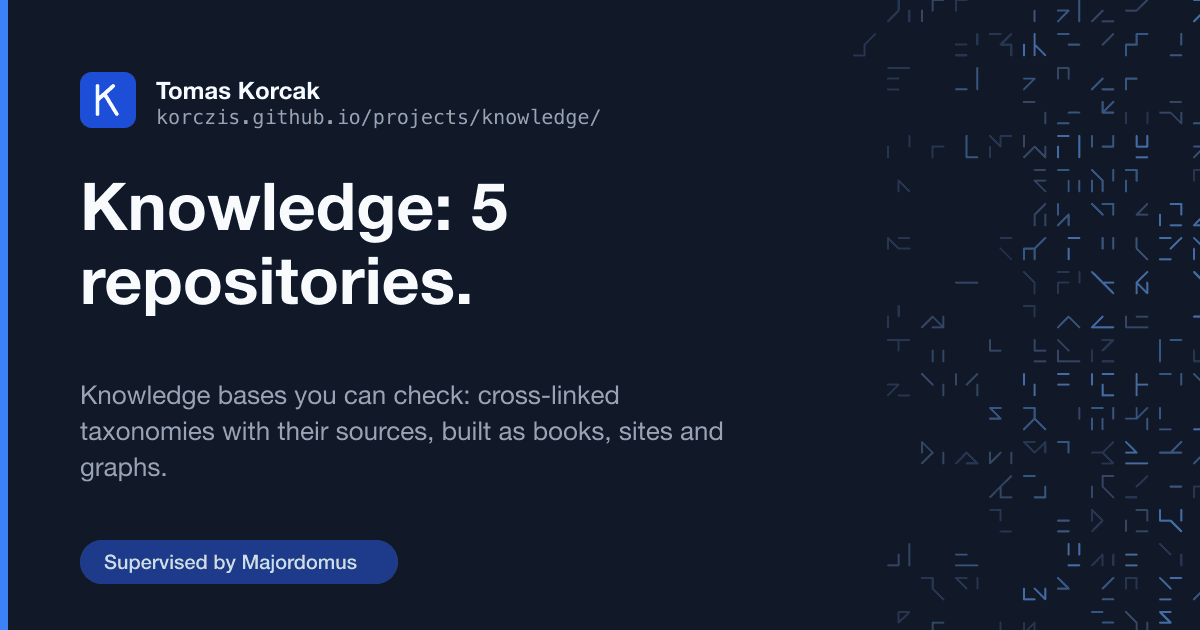 K
Tomas Korcak
korczis.github.io/projects/knowledge/
Knowledge: 5
repositories.
Knowledge bases you can check: cross-linked
taxonomies with their sources, built as books, sites and
graphs.
Supervised by Majordomus